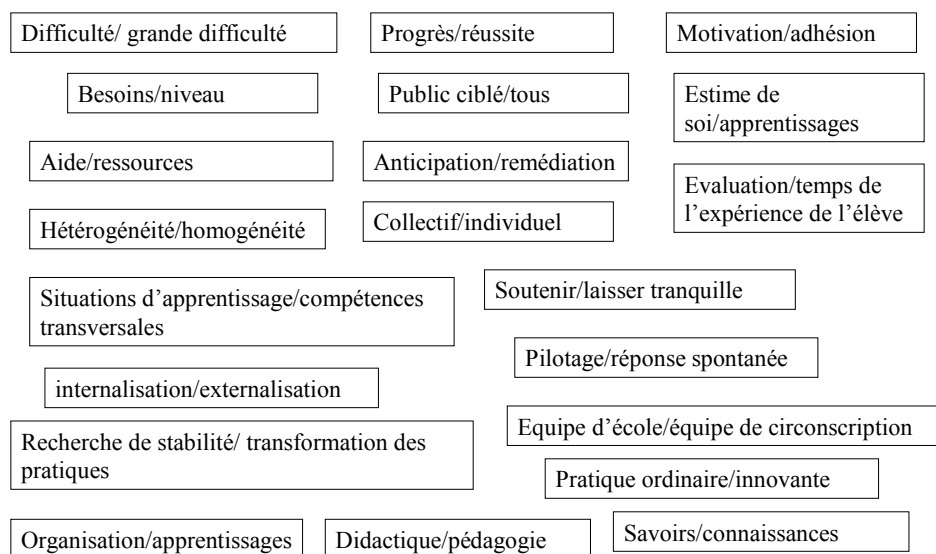 Difficulté/ grande difficulté
Progrès/réussite
Motivation/adhésion
Besoins/niveau
Public ciblé/tous
Estime de
soi/apprentissages
Aide/ressources
Anticipation/remédiation
Evaluation/temps de
l’expérience de l’élève
Hétérogénéité/homogénéité
Collectif/individuel
Situations d’apprentissage/compétences
transversales
Soutenir/laisser tranquille
Pilotage/réponse spontanée
internalisation/externalisation
Recherche de stabilité/ transformation des
pratiques
Equipe d’école/équipe de circonscription
Pratique ordinaire/innovante
Organisation/apprentissages
Didactique/pédagogie
Savoirs/connaissances